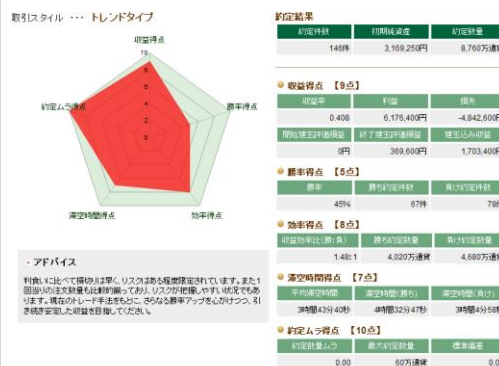 取引スタイル ･･･ トレンドタイプ
収益得点
10
8
6
4
2
0
勝率得点
効率得点
滞空時間得点
約定ムラ得点
・アドバイス
利食いに比べて損切りは早く、リスクはある程度限定されています。また1
回当りの注文数量も比較的揃っており、リスクが把握しやすい状況でもあ
ります。現在のトレード手法をもとに、さらなる勝率アップを心がけつつ、引
き続き安定した収益を目指してください。
約定結果
約定件数 初期純資産 約定数量
146件 3,169,250円 8,760万通貨
収益得点 【9点】
収益率 利益 損失
0.408 6,176,400円 -4,842,600円
開始建玉評価損益 終了建玉評価損益 建玉込み収益
0円 369,600円 1,703,400円
勝率得点 【5点】
勝率 勝ち約定件数 負け約定件数
45% 67件 78件
効率得点 【8点】
収益効率比(勝:負) 勝ち約定数量 負け約定数量
1.48:1 4,020万通貨 4,680万通貨
滞空時間得点 【7点】
平均滞空時間 滞空時間(勝ち) 滞空時間(負け)
3時間43分40秒 4時間32分47秒 3時間4分58秒
約定ムラ得点 【10点】
約定数量ムラ 最大約定数量 標準偏差
0.00 60万通貨 0.0